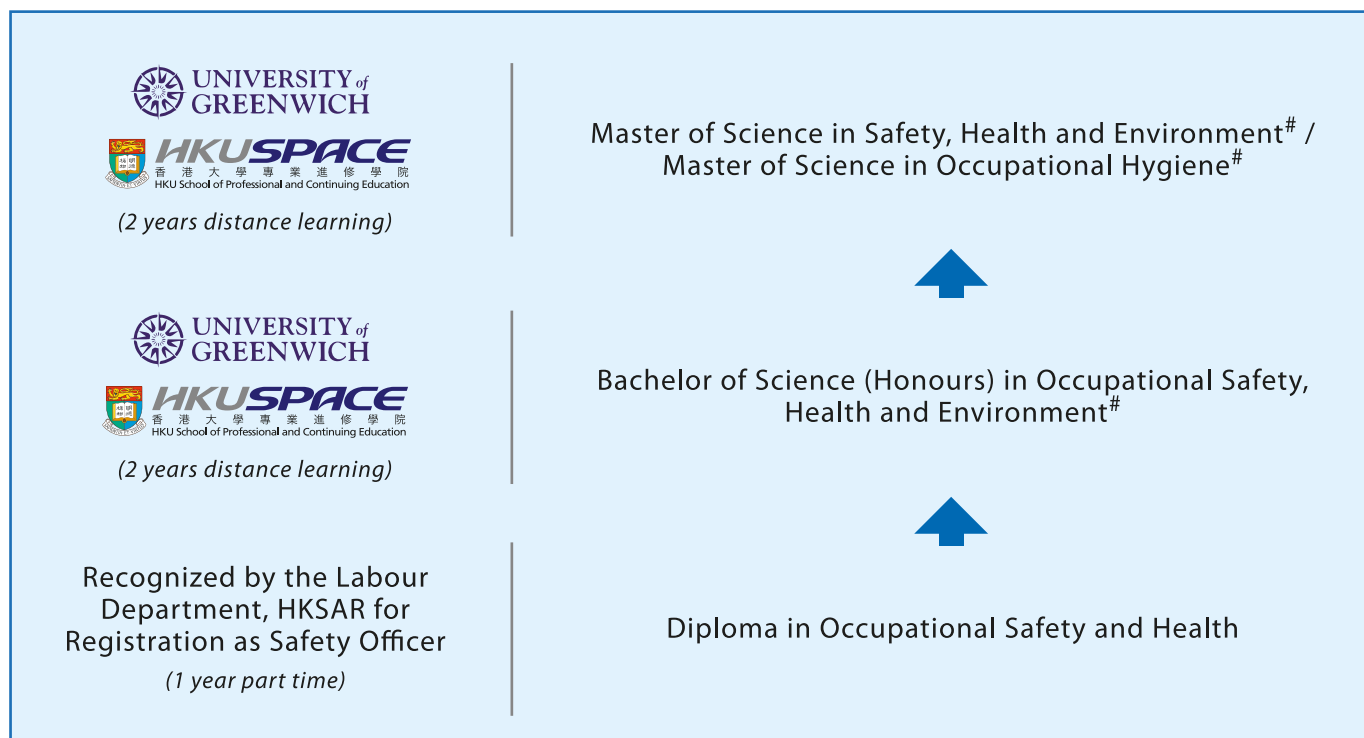 UNIVERSITY of
GREENWICH
HKUSPACE
香港大學專業進修學院
HKU School of Professional and Continuing Education
(2 years distance learning)
Master of Science in Safety, Health and Environment# /
Master of Science in Occupational Hygiene#
UNIVERSITY of
GREENWICH
HKUSPACE
香港大學專業進修學院
HKU School of Professional and Continuing Education
(2 years distance learning)
Bachelor of Science (Honours) in Occupational Safety,
Health and Environment#
Recognized by the Labour
Department, HKSAR for
Registration as Safety Officer
(1 year part time)
Diploma in Occupational Safety and Health